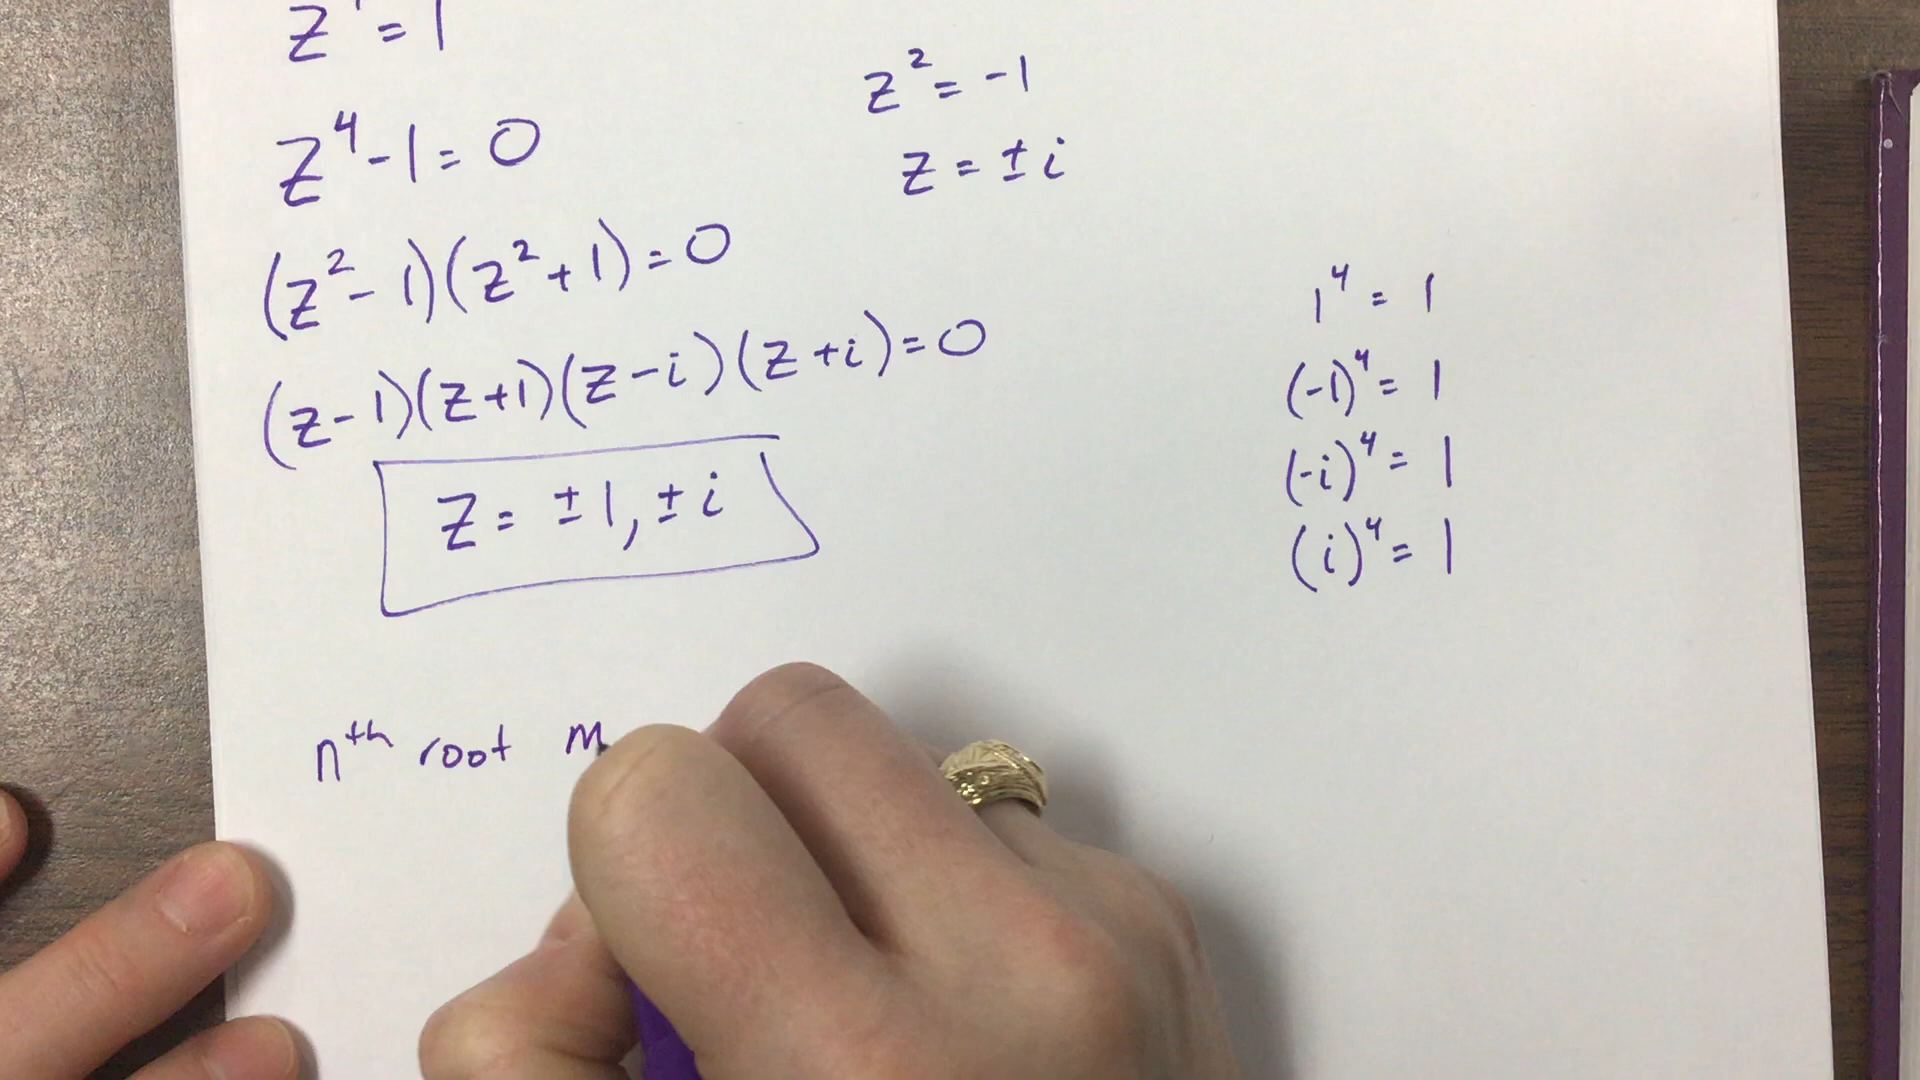 z = 1
z⁴ - 1 = 0
(z² - 1)(z² + 1) = 0
(z - 1)(z + 1)(z - i)(z + i) = 0
z = ± 1, ± i
z² = -1
z = ± i
1⁴ = 1
(-1)⁴ = 1
(-i)⁴ = 1
(i)⁴ = 1
nᵗʰ root m